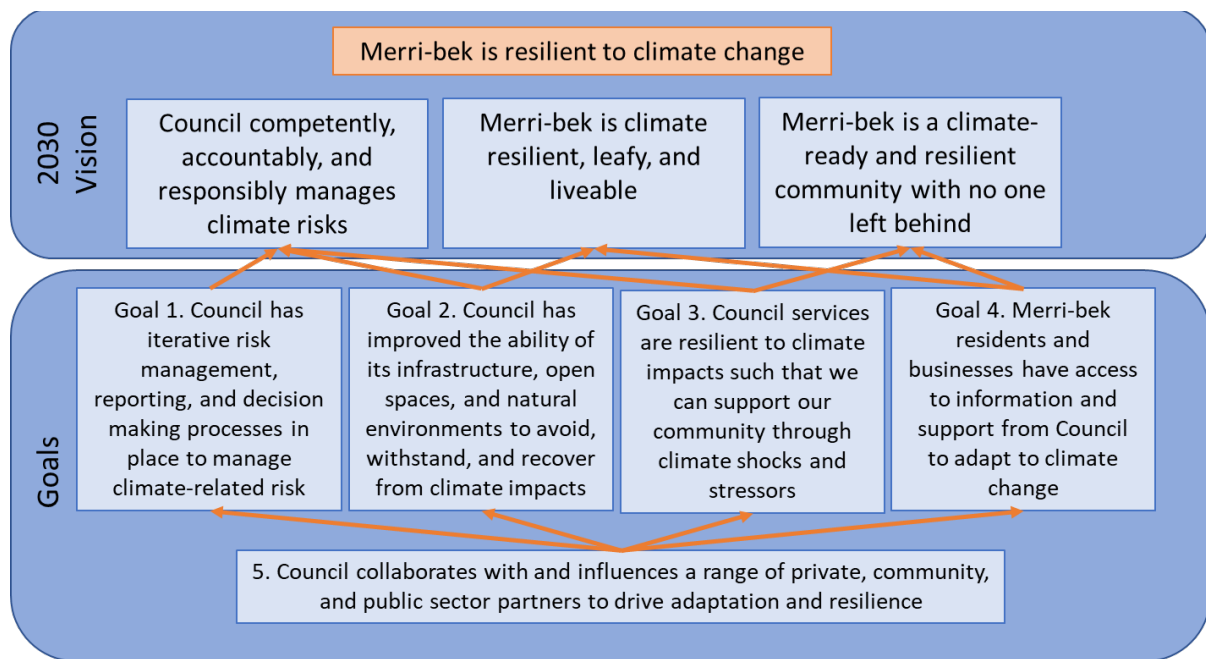 Merri-bek is resilient to climate change
2030
Vision
Council competently,
accountably, and
responsibly manages
climate risks
Merri-bek is climate
resilient, leafy, and
liveable
Merri-bek is a climate-
ready and resilient
community with no one
left behind
Goals
Goal 1. Council has
iterative risk
management,
reporting, and decision
making processes in
place to manage
climate-related risk
Goal 2. Council has
improved the ability of
its infrastructure, open
spaces, and natural
environments to avoid,
withstand, and recover
from climate impacts
Goal 3. Council services
are resilient to climate
impacts such that we
can support our
community through
climate shocks and
stressors
Goal 4. Merri-bek
residents and
businesses have access
to information and
support from Council
to adapt to climate
change
5. Council collaborates with and influences a range of private, community,
and public sector partners to drive adaptation and resilience